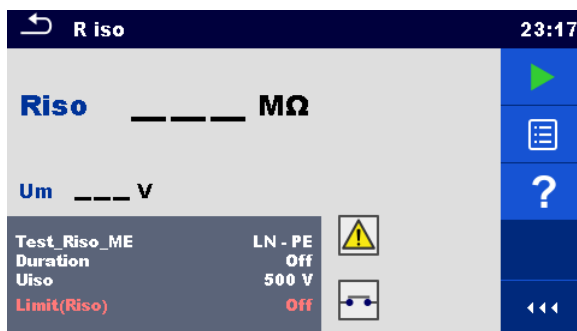 R iso 23:17
Riso ___ MΩ
Um ___ V
?
Test_Riso_ME LN - PE
Duration Off
Uiso 500 V
Limit(Riso) Off